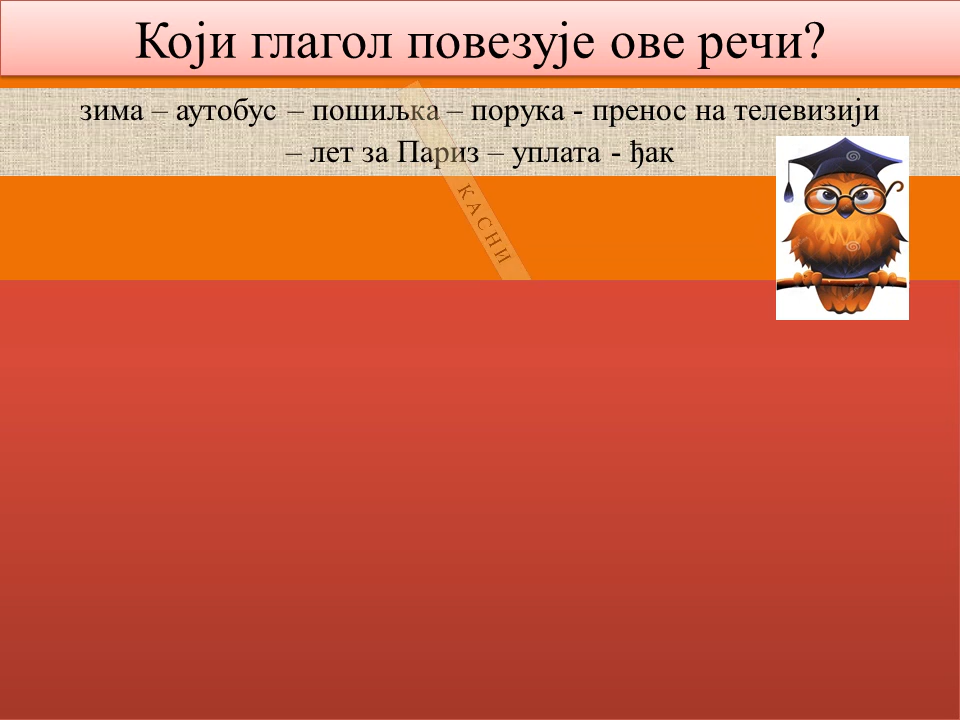 Који глагол повезује ове речи?
зима – аутобус – пошиљка – порука - пренос на телевизији
– лет за Париз – уплата - ђак
КАСНИ